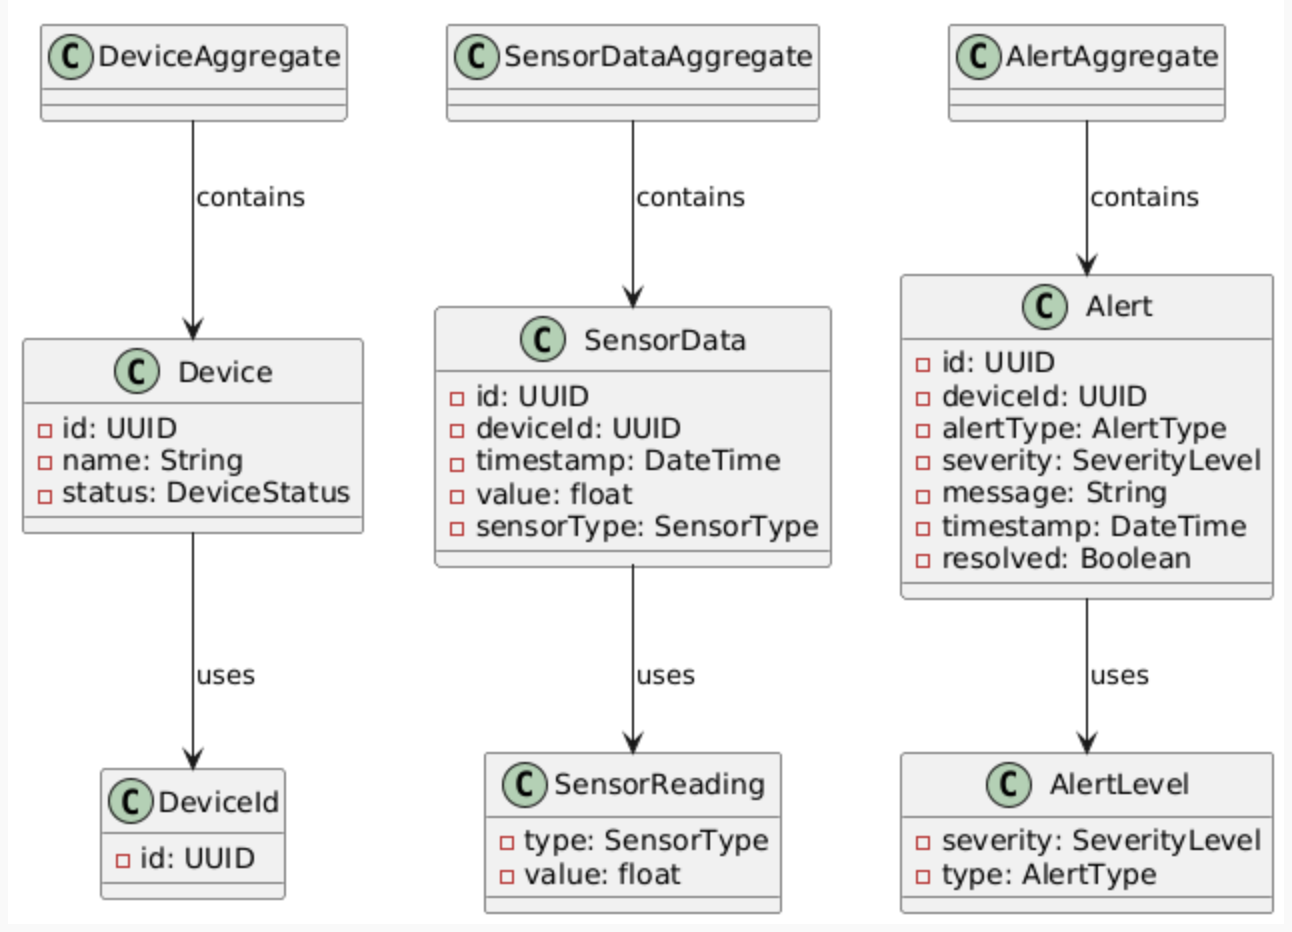 C DeviceAggregate
contains
C Device
id: UUID
name: String
status: DeviceStatus
uses
C DeviceId
id: UUID
C SensorDataAggregate
contains
C SensorData
id: UUID
deviceId: UUID
timestamp: DateTime
value: float
sensorType: SensorType
uses
C SensorReading
type: SensorType
value: float
C AlertAggregate
contains
C Alert
id: UUID
deviceId: UUID
alertType: AlertType
severity: SeverityLevel
message: String
timestamp: DateTime
resolved: Boolean
uses
C AlertLevel
severity: SeverityLevel
type: AlertType